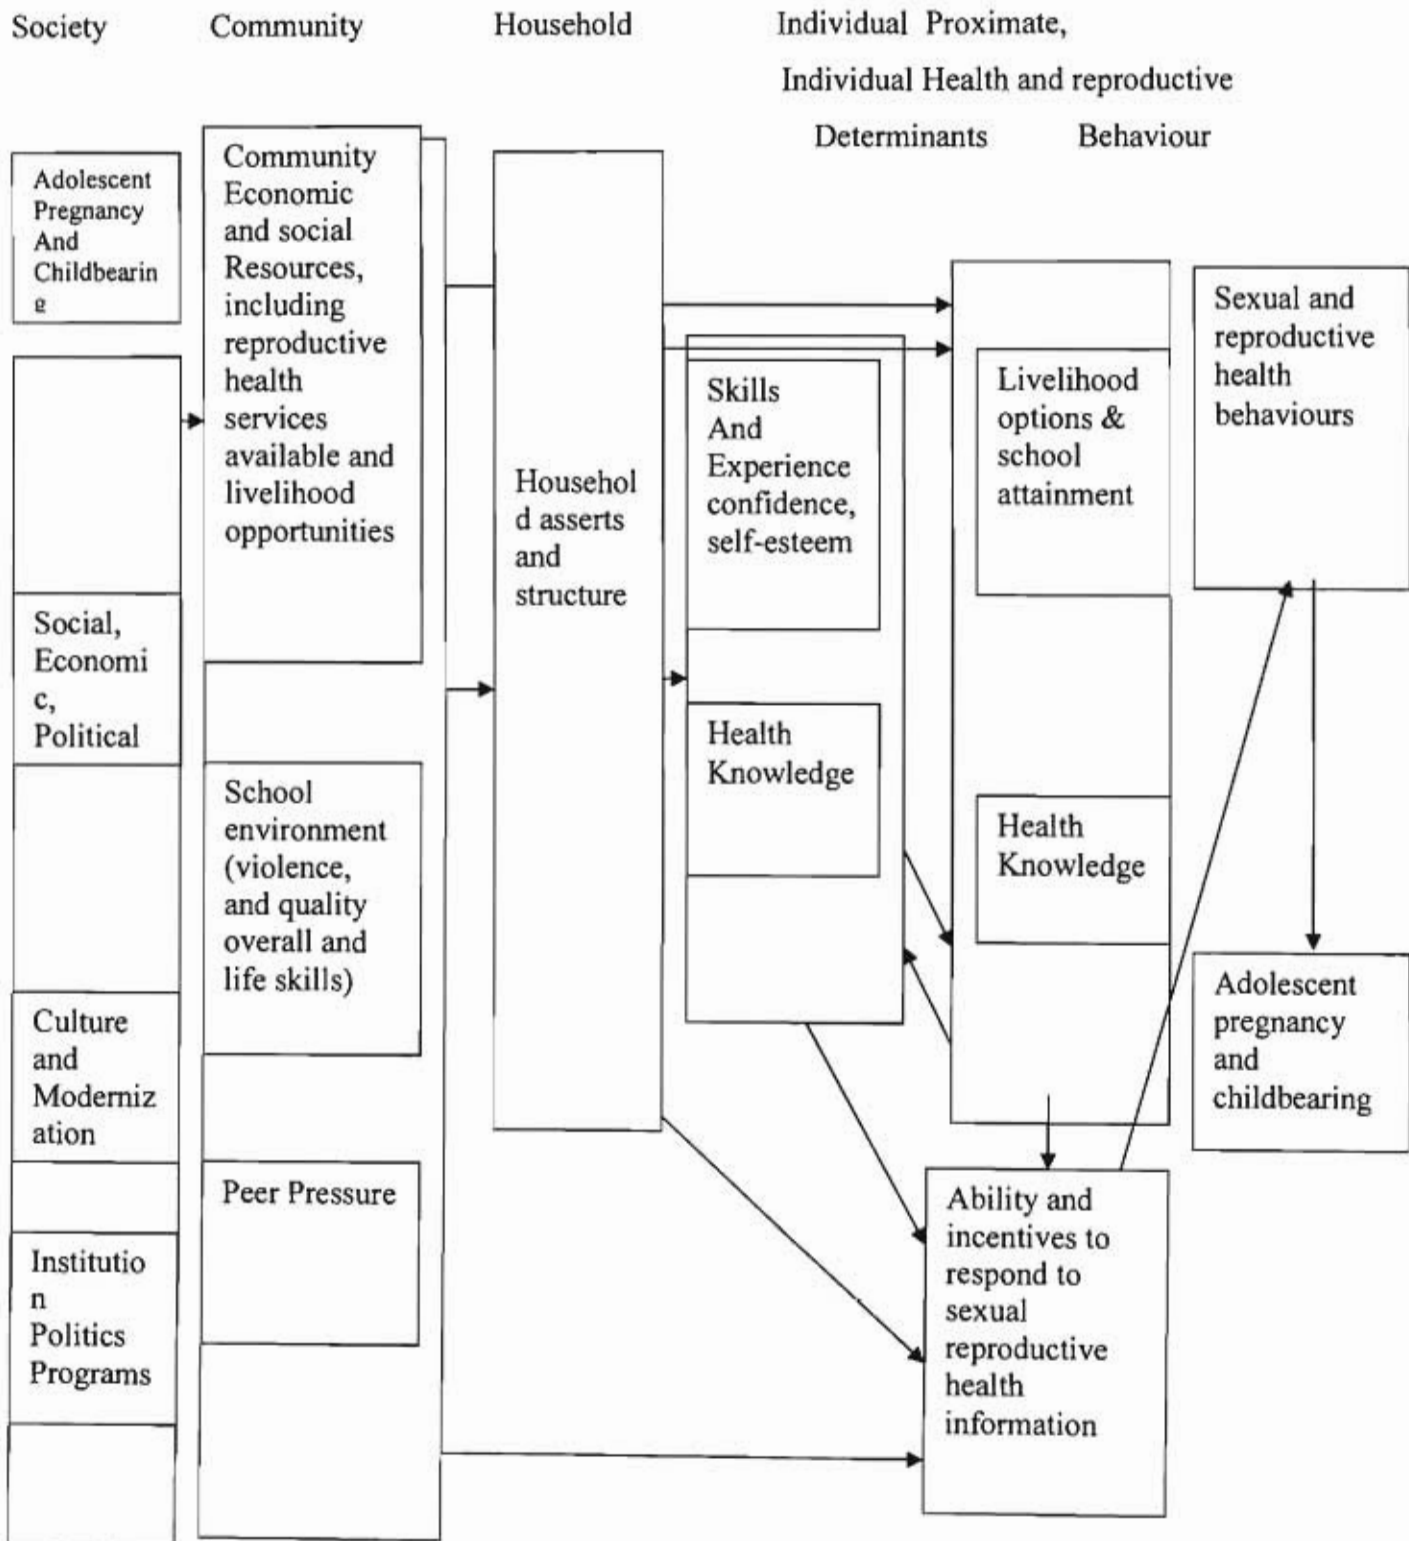 Society
Community
Household
Individual Proximate,
Individual Health and reproductive
Determinants
Behaviour
Adolescent
Pregnancy
And
Childbearin
g
Social,
Economi
c,
Political
Culture
and
Moderniz
ation
Institutio
n
Politics
Programs
Community
Economic
and social
Resources,
including
reproductive
health
services
available and
livelihood
opportunities
School
environment
(violence,
and quality
overall and
life skills)
Peer Pressure
Househol
d asserts
and
structure
Skills
And
Experience
confidence,
self-esteem
Health
Knowledge
Livelihood
options &
school
attainment
Health
Knowledge
Ability and
incentives to
respond to
sexual
reproductive
health
information
Sexual and
reproductive
health
behaviours
Adolescent
pregnancy
and
childbearing